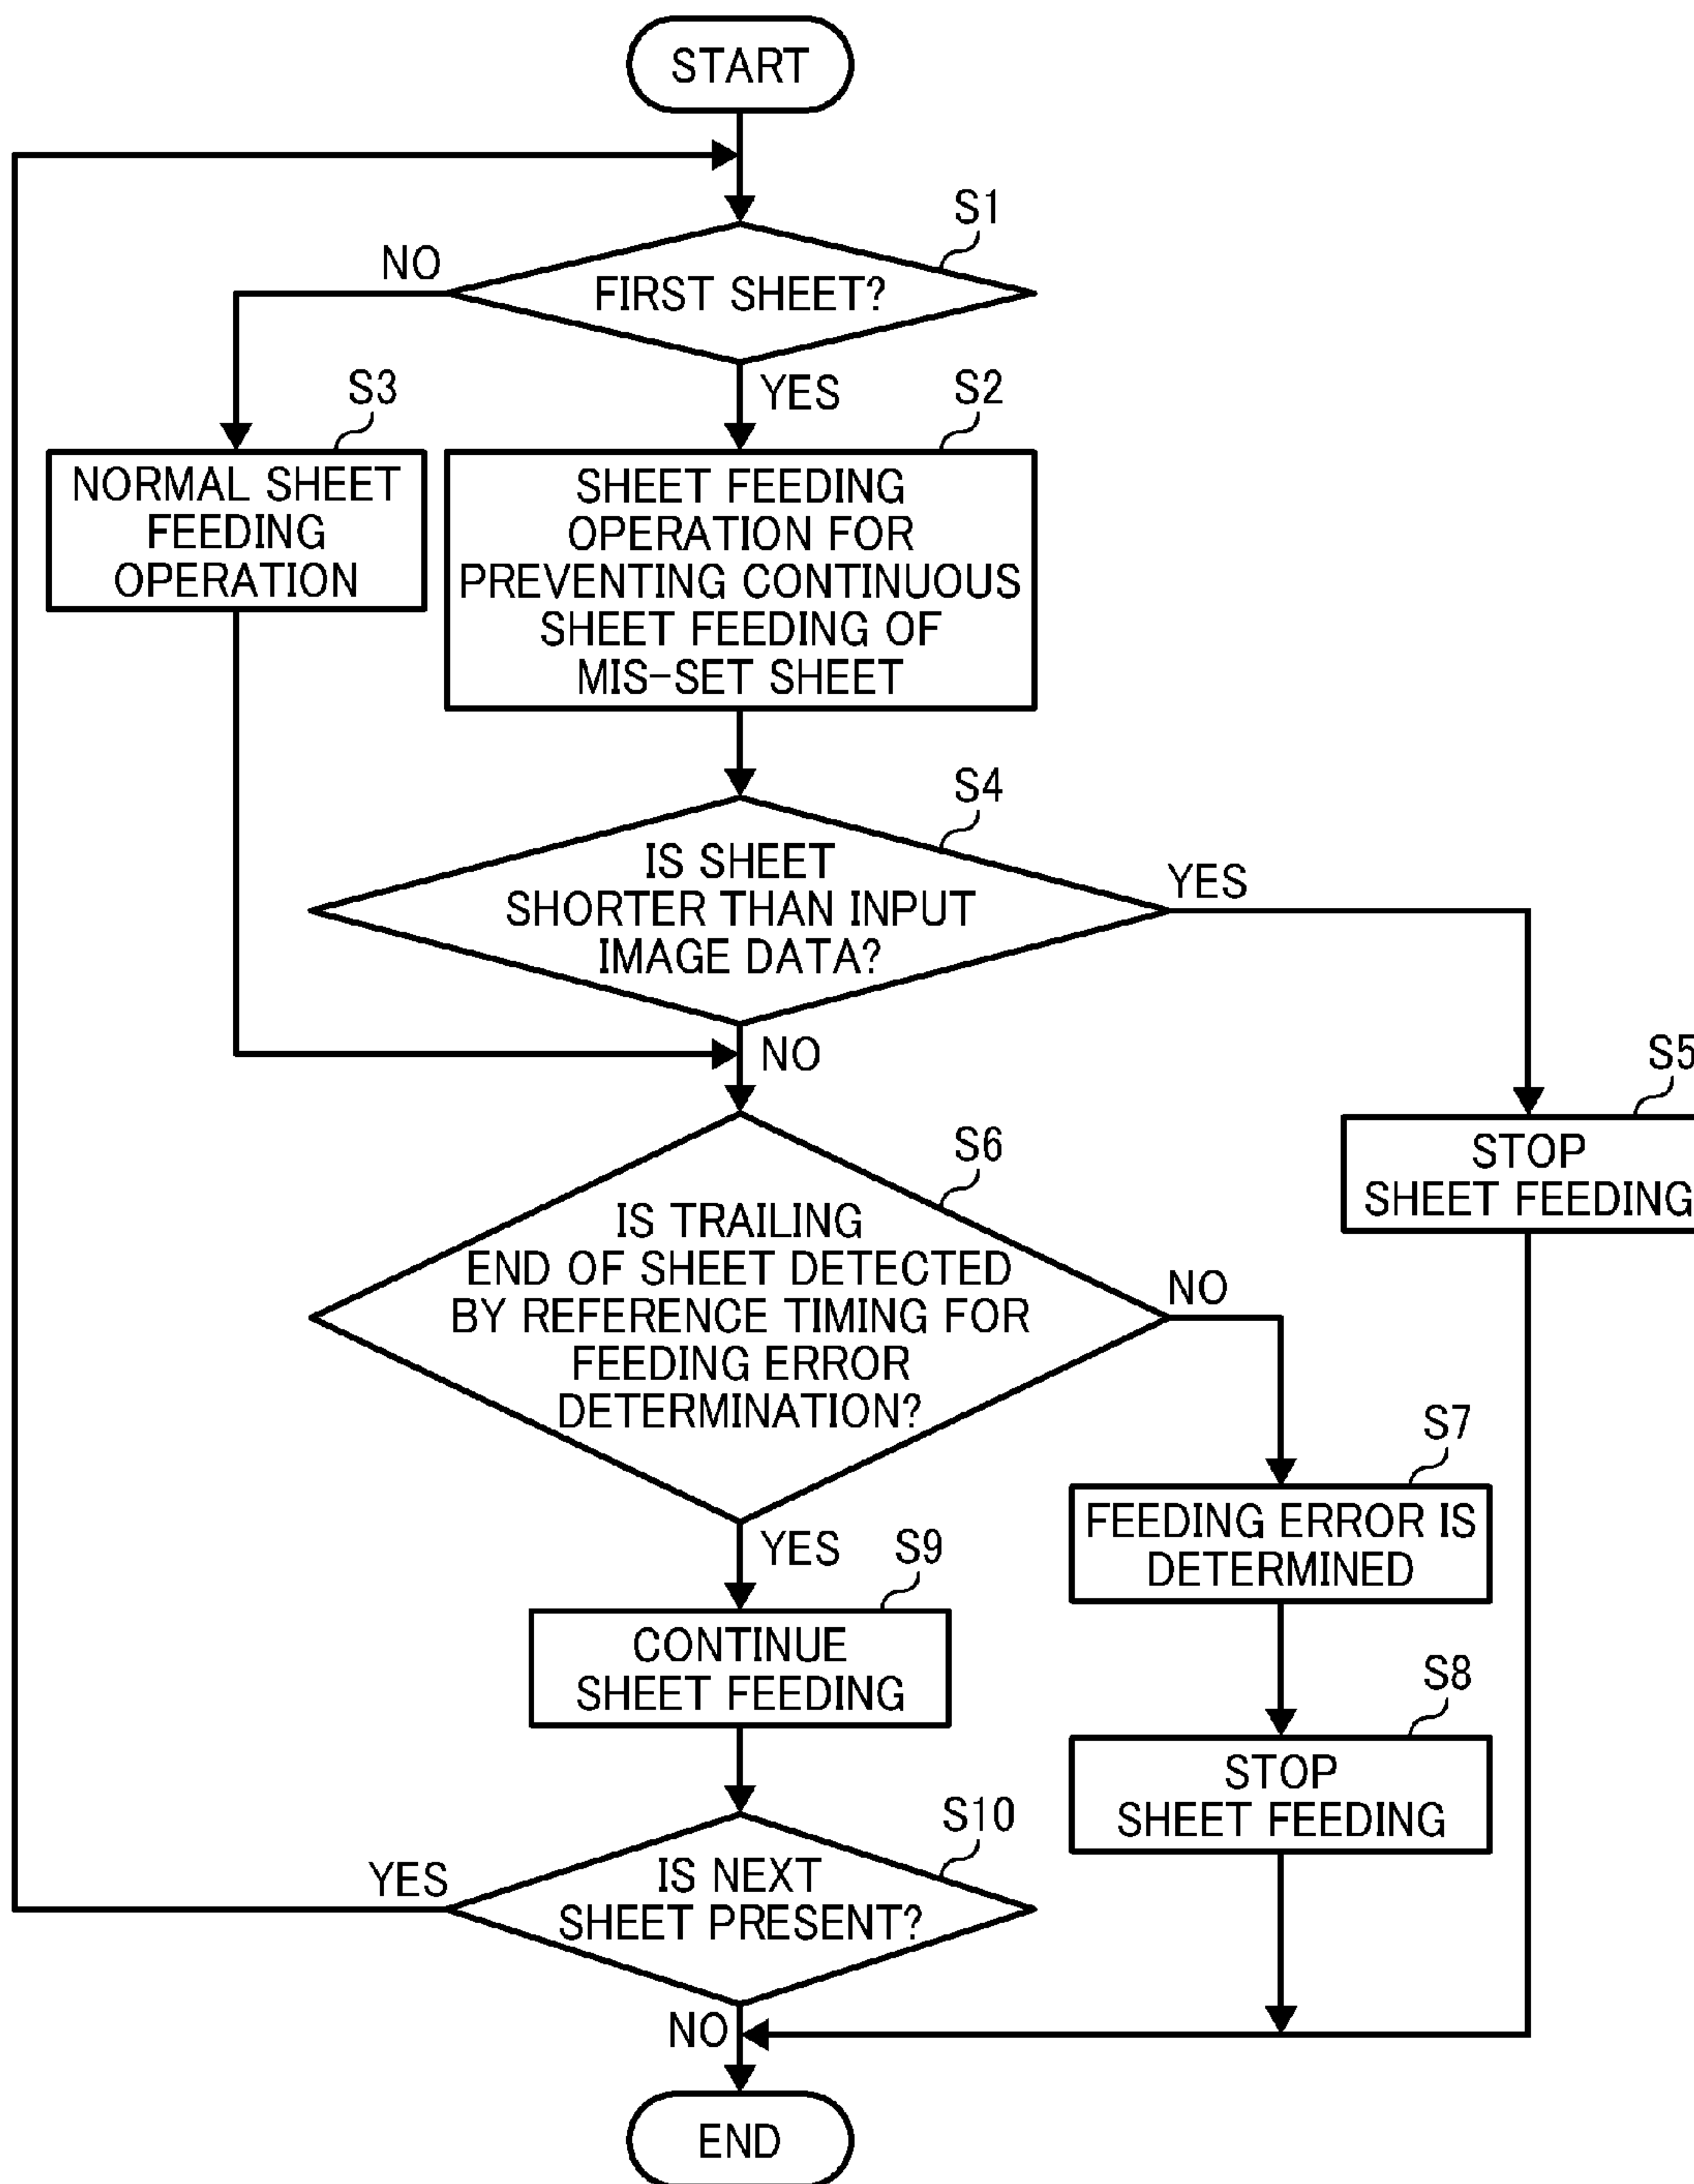 START
S1
NO
FIRST SHEET?
YES
S3
S2
NORMAL SHEET
FEEDING
OPERATION
SHEET FEEDING
OPERATION FOR
PREVENTING CONTINUOUS
SHEET FEEDING OF
MIS-SET SHEET
S4
IS SHEET
SHORTER THAN INPUT
IMAGE DATA?
YES
NO
S5
STOP
SHEET FEEDING
S6
IS TRAILING
END OF SHEET DETECTED
BY REFERENCE TIMING FOR
FEEDING ERROR
DETERMINATION?
NO
S7
FEEDING ERROR IS
DETERMINED
YES
S9
CONTINUE
SHEET FEEDING
S8
STOP
SHEET FEEDING
S10
YES
IS NEXT
SHEET PRESENT?
NO
END